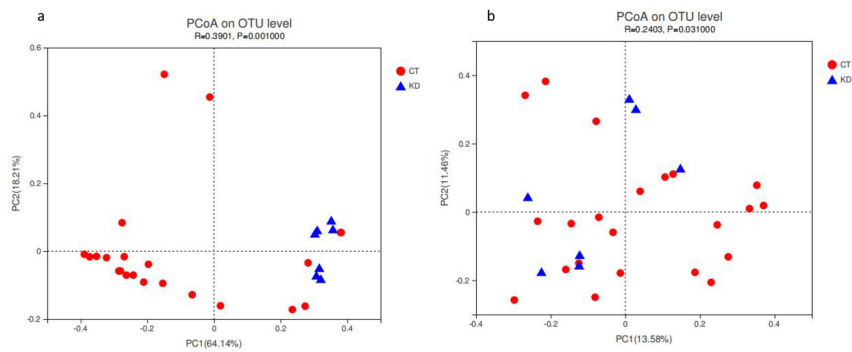 a
PCoA on OTU level
R=0.3901, P=0.001000
CT
KD
0.6
0.4
0.2
0
-0.2
PC2(18.21%)
-0.4
-0.2
0
0.2
0.4
PC1(64.14%)
b
PCoA on OTU level
R=0.2403, P=0.031000
CT
KD
0.4
0.2
0
-0.2
PC2(11.46%)
-0.4
-0.2
0
0.2
0.4
PC1(13.58%)